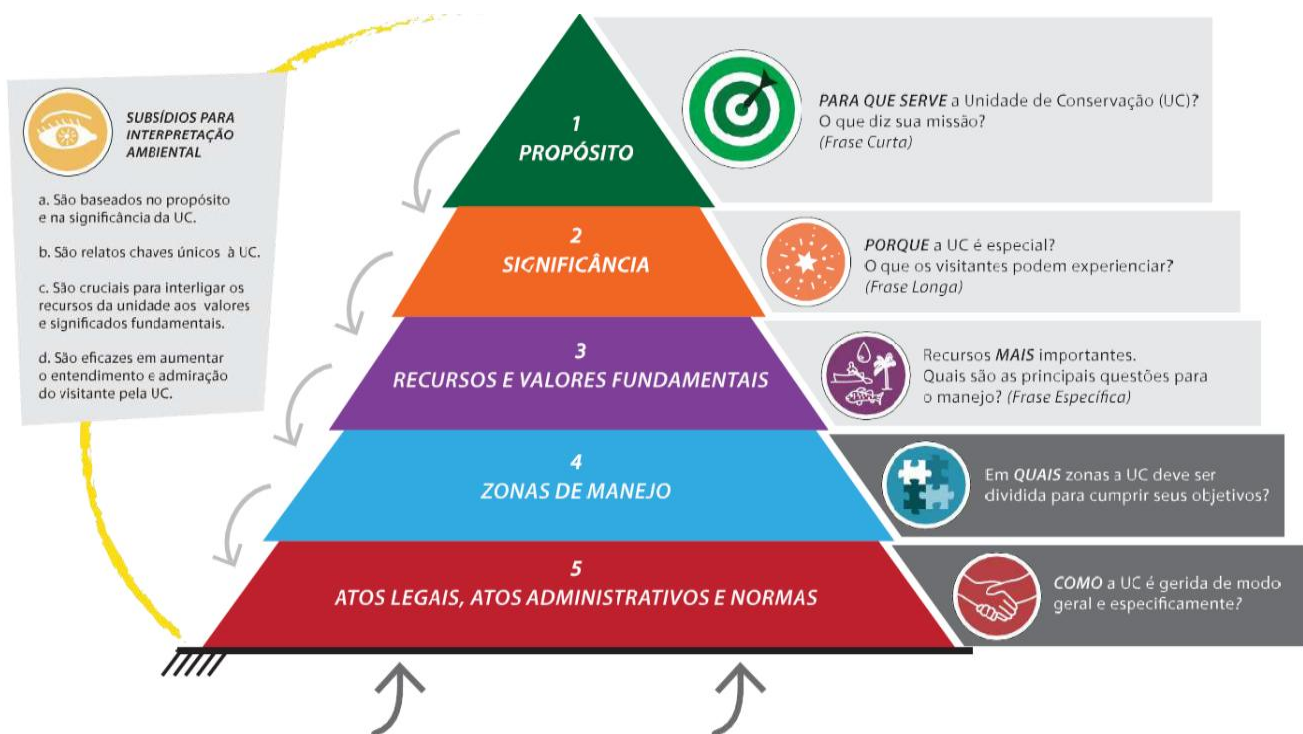 SUBSÍDIOS PARA
INTERPRETAÇÃO
AMBIENTAL
a. São baseados no propósito
e na significância da UC.
b. São relatos chaves únicos à UC.
c. São cruciais para interligar os
recursos da unidade aos valores
e significados fundamentais.
d. São eficazes em aumentar
o entendimento e admiração
do visitante pela UC.
1
PROPÓSITO
PARA QUE SERVE a Unidade de Conservação (UC)?
O que diz sua missão?
(Frase Curta)
2
SIGNIFICÂNCIA
PORQUE a UC é especial?
O que os visitantes podem experienciar?
(Frase Longa)
3
RECURSOS E VALORES FUNDAMENTAIS
Recursos MAIS importantes.
Quais são as principais questões para
o manejo? (Frase Específica)
4
ZONAS DE MANEJO
Em QUAIS zonas a UC deve ser
dividida para cumprir seus objetivos?
5
ATOS LEGAIS, ATOS ADMINISTRATIVOS E NORMAS
COMO a UC é gerida de modo
geral e especificamente?